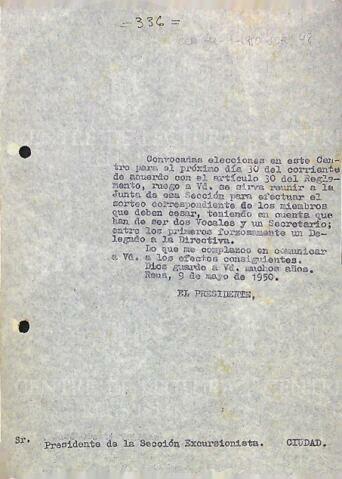 = 336 =
Convocadas elecciones en este Cen-
tro para el próximo día 30 del corriente
de acuerdo con el artículo 30 del Regla-
mento, ruego a Vd. se sirva reunir a la
Junta de esa Sección para efectuar el
sorteo correspondiente de los miembros
que deben cesar, teniendo en cuenta que
han de ser dos Vocales y un Secretario;
entre los primeros forzosamente un De-
legado a la Directiva.
Lo que me complazco en comunicar
a Vd. a los efectos consiguientes.
Dios guarde a Vd. muchos años.
Reus, 9 de mayo de 1950.
EL PRESIDENTE,
Sr. Presidente de la Sección Excursionista. CIUDAD.